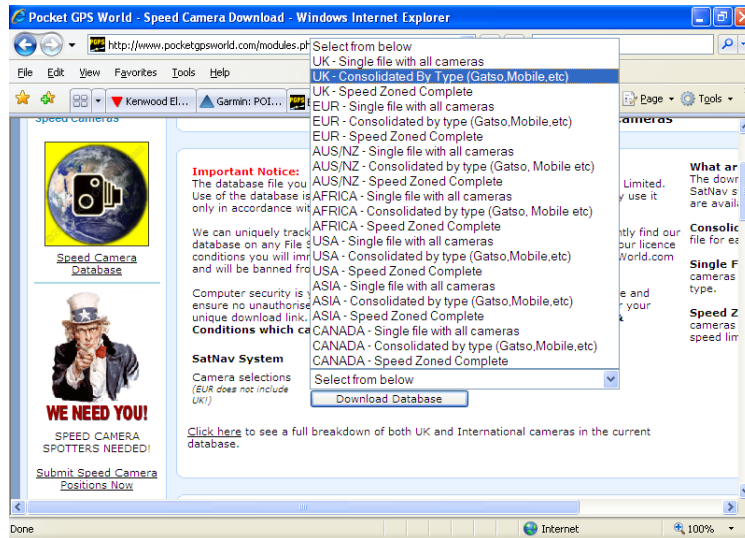 Pocket GPS World - Speed Camera Download - Windows Internet Explorer
http://www.pocketgpsworld.com/modules.ph
File Edit View Favorites Tools Help
Kenwood El... Garmin: POI... Page Tools
Speed Cameras
Speed Camera
Database
WE NEED YOU!
SPEED CAMERA
SPOTTERS NEEDED!
Submit Speed Camera
Positions Now
Select from below
UK - Single file with all cameras
UK - Consolidated By Type (Gatso,Mobile,etc)
UK - Speed Zoned Complete
EUR - Single file with all cameras
EUR - Consolidated by type (Gatso,Mobile,etc)
EUR - Speed Zoned Complete
AUS/NZ - Single file with all cameras
AUS/NZ - Consolidated by type (Gatso, Mobile etc)
AUS/NZ - Speed Zoned Complete
AFRICA - Single file with all cameras
AFRICA - Consolidated by type (Gatso, Mobile etc)
AFRICA - Speed Zoned Complete
USA - Single file with all cameras
USA - Consolidated by type (Gatso,Mobile,etc)
USA - Speed Zoned Complete
ASIA - Single file with all cameras
ASIA - Consolidated by type (Gatso,Mobile,etc)
ASIA - Speed Zoned Complete
CANADA - Single file with all cameras
CANADA - Consolidated by type (Gatso,Mobile,etc)
CANADA - Speed Zoned Complete
Important Notice:
The database file you Limited.
Use of the database is y use it
only in accordance wit
We can uniquely track ntly find our
database on any File S our licence
conditions you will imm World.com
and will be banned fro
Computer security is y e and
ensure no unauthorise r your
unique download link. &
Conditions which ca
SatNav System
Camera selections
(EUR does not include
UK!)
Select from below
Download Database
Click here to see a full breakdown of both UK and International cameras in the current
database.
What ar
The down
SatNav s
are availa
Consolid
file for ea
Single F
cameras
type.
Speed Z
cameras
speed lim
Done Internet 100%